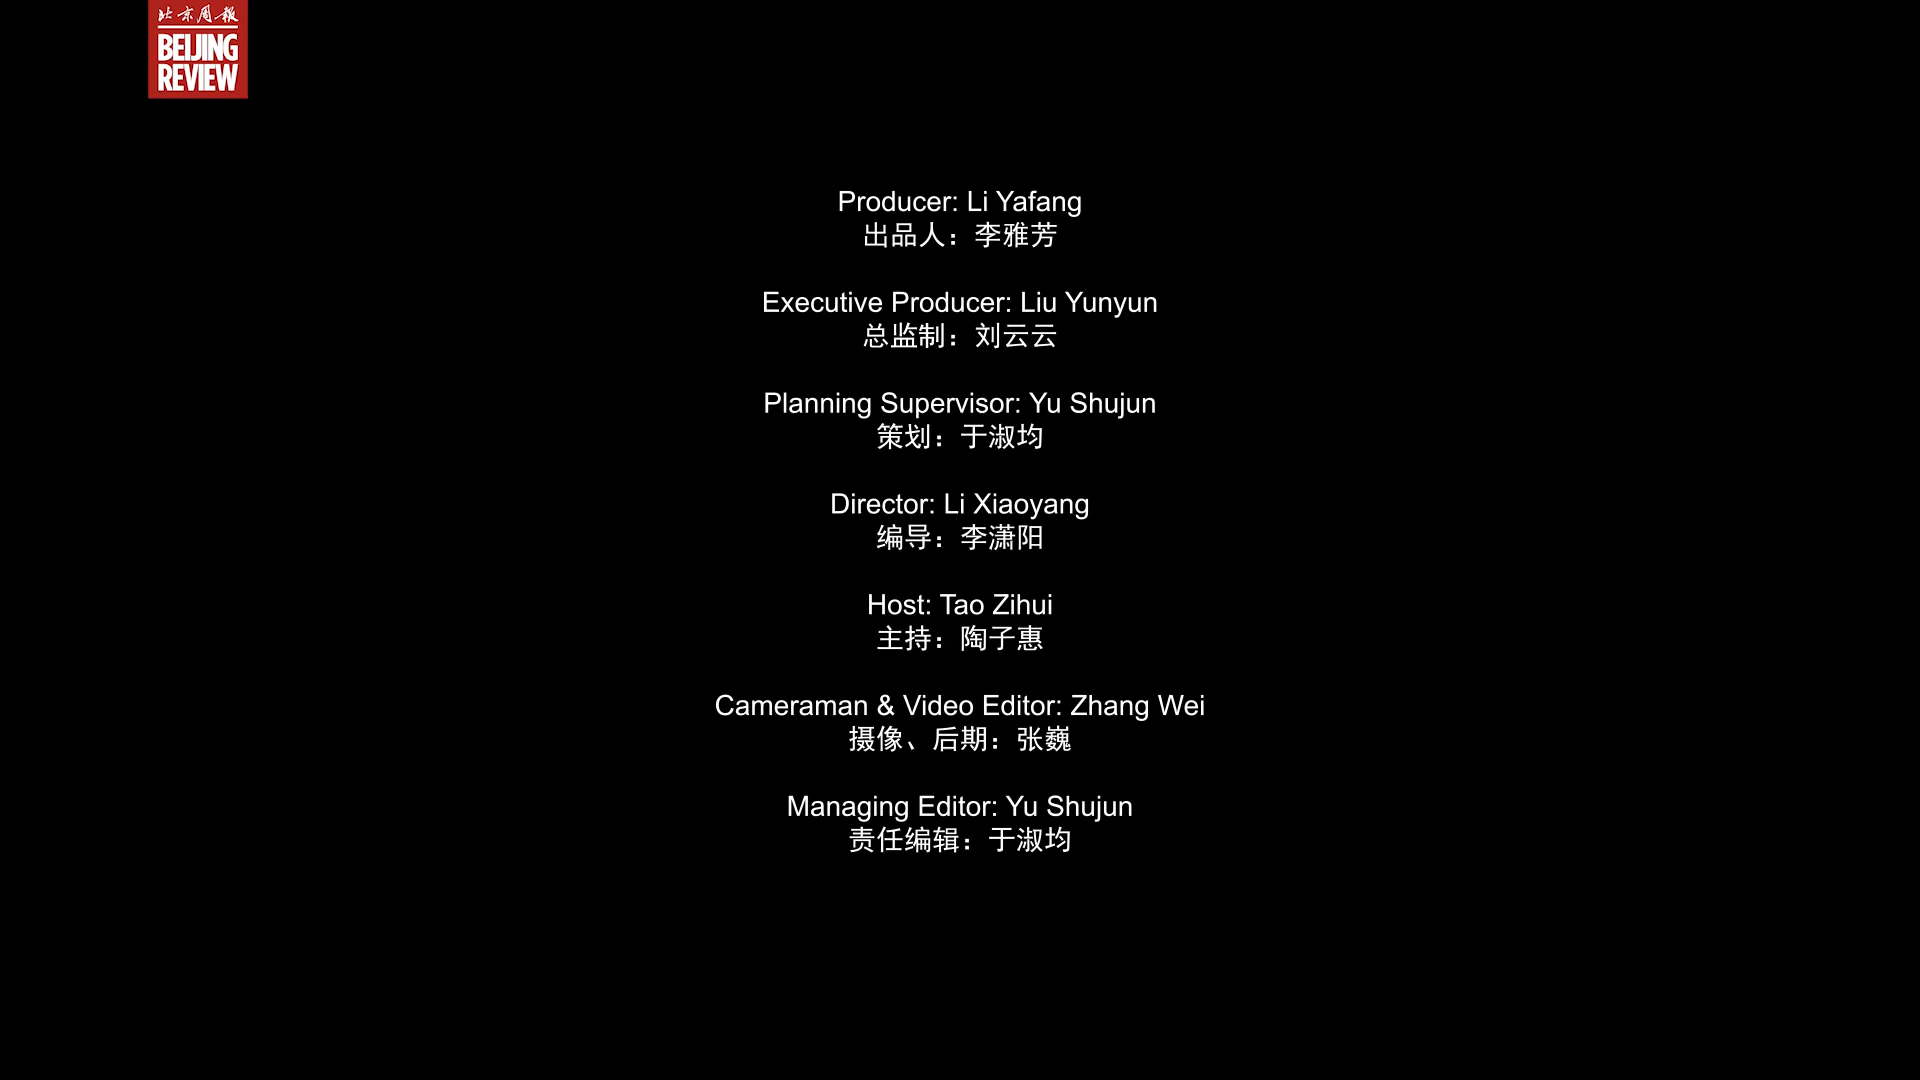 北京周報
BEIJING
REVIEW
Producer: Li Yafang
出品人：李雅芳
Executive Producer: Liu Yunyun
总监制：刘云云
Planning Supervisor: Yu Shujun
策划：于淑均
Director: Li Xiaoyang
编导：李潇阳
Host: Tao Zihui
主持：陶子惠
Cameraman & Video Editor: Zhang Wei
摄像、后期：张巍
Managing Editor: Yu Shujun
责任编辑：于淑均